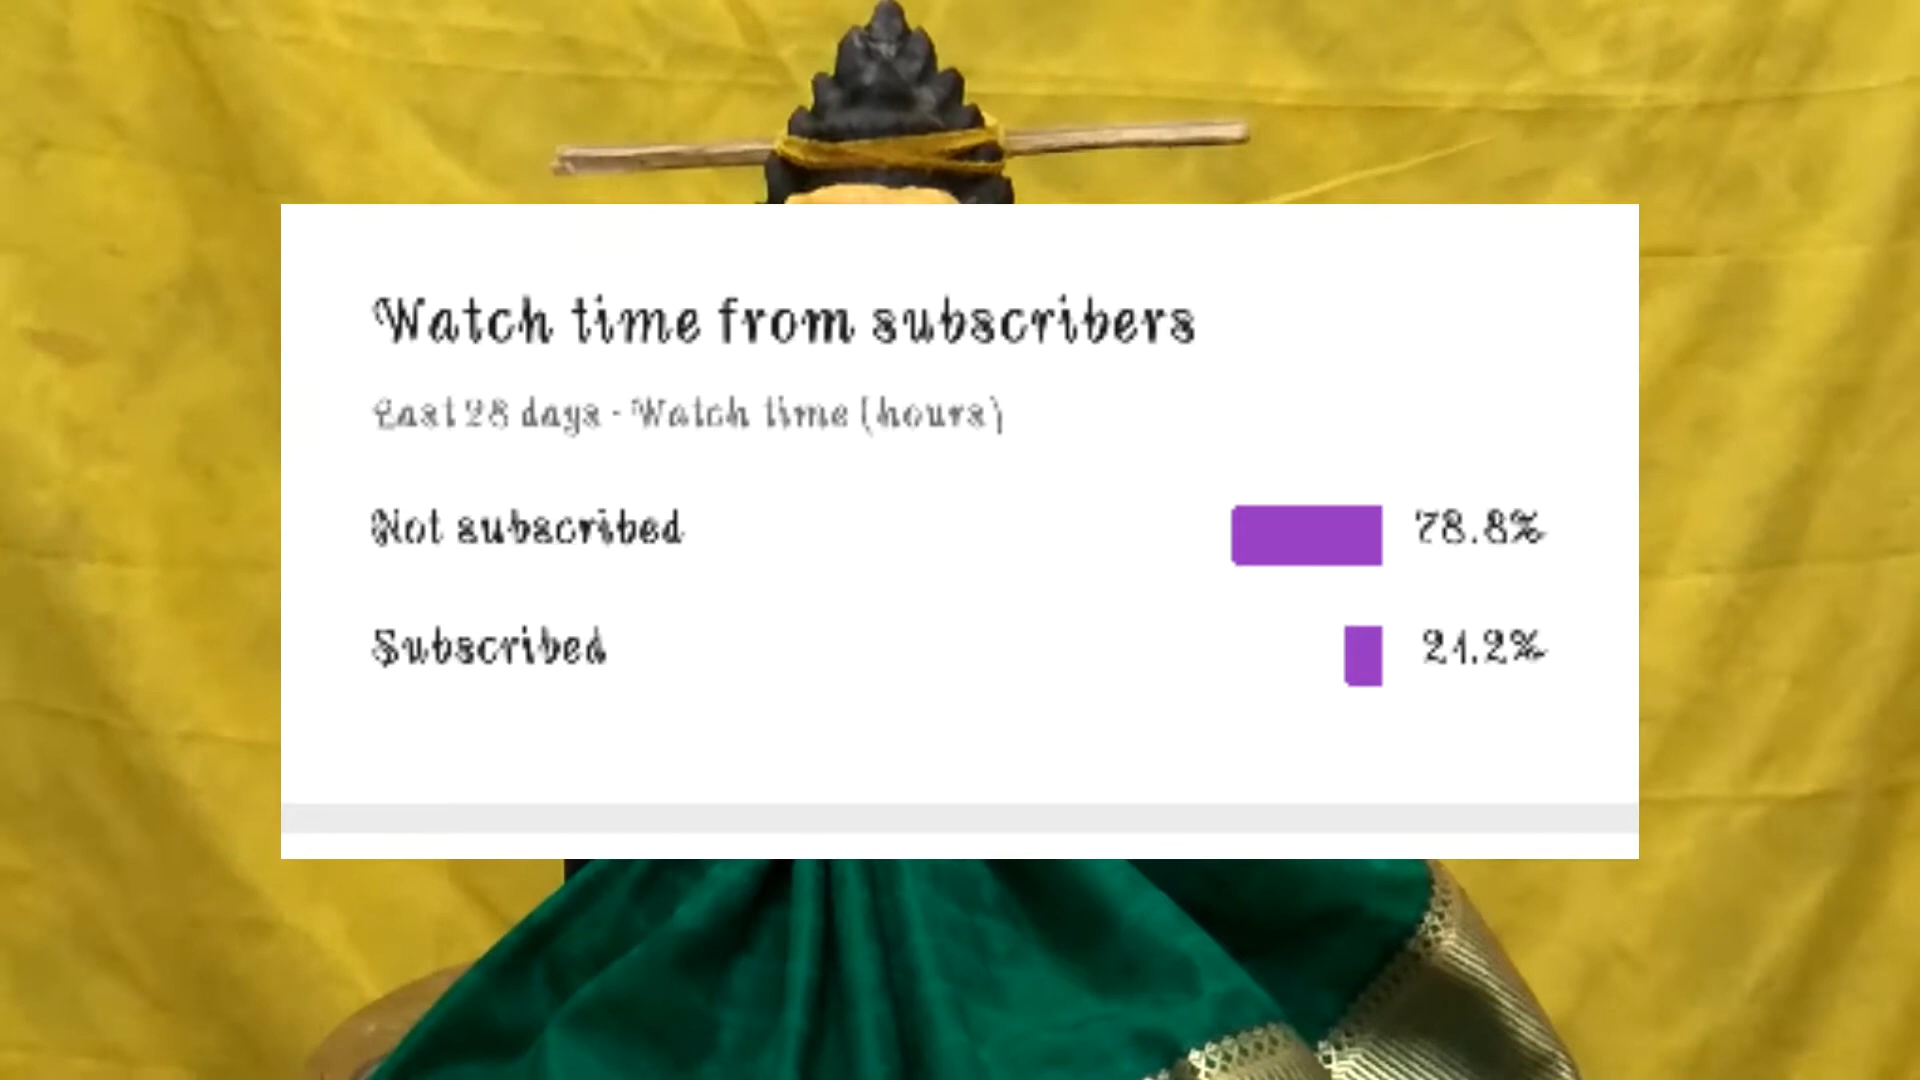 Watch time from subscribers
Last 28 days - Watch time (hours)
Not subscribed 78.8%
Subscribed 21.2%